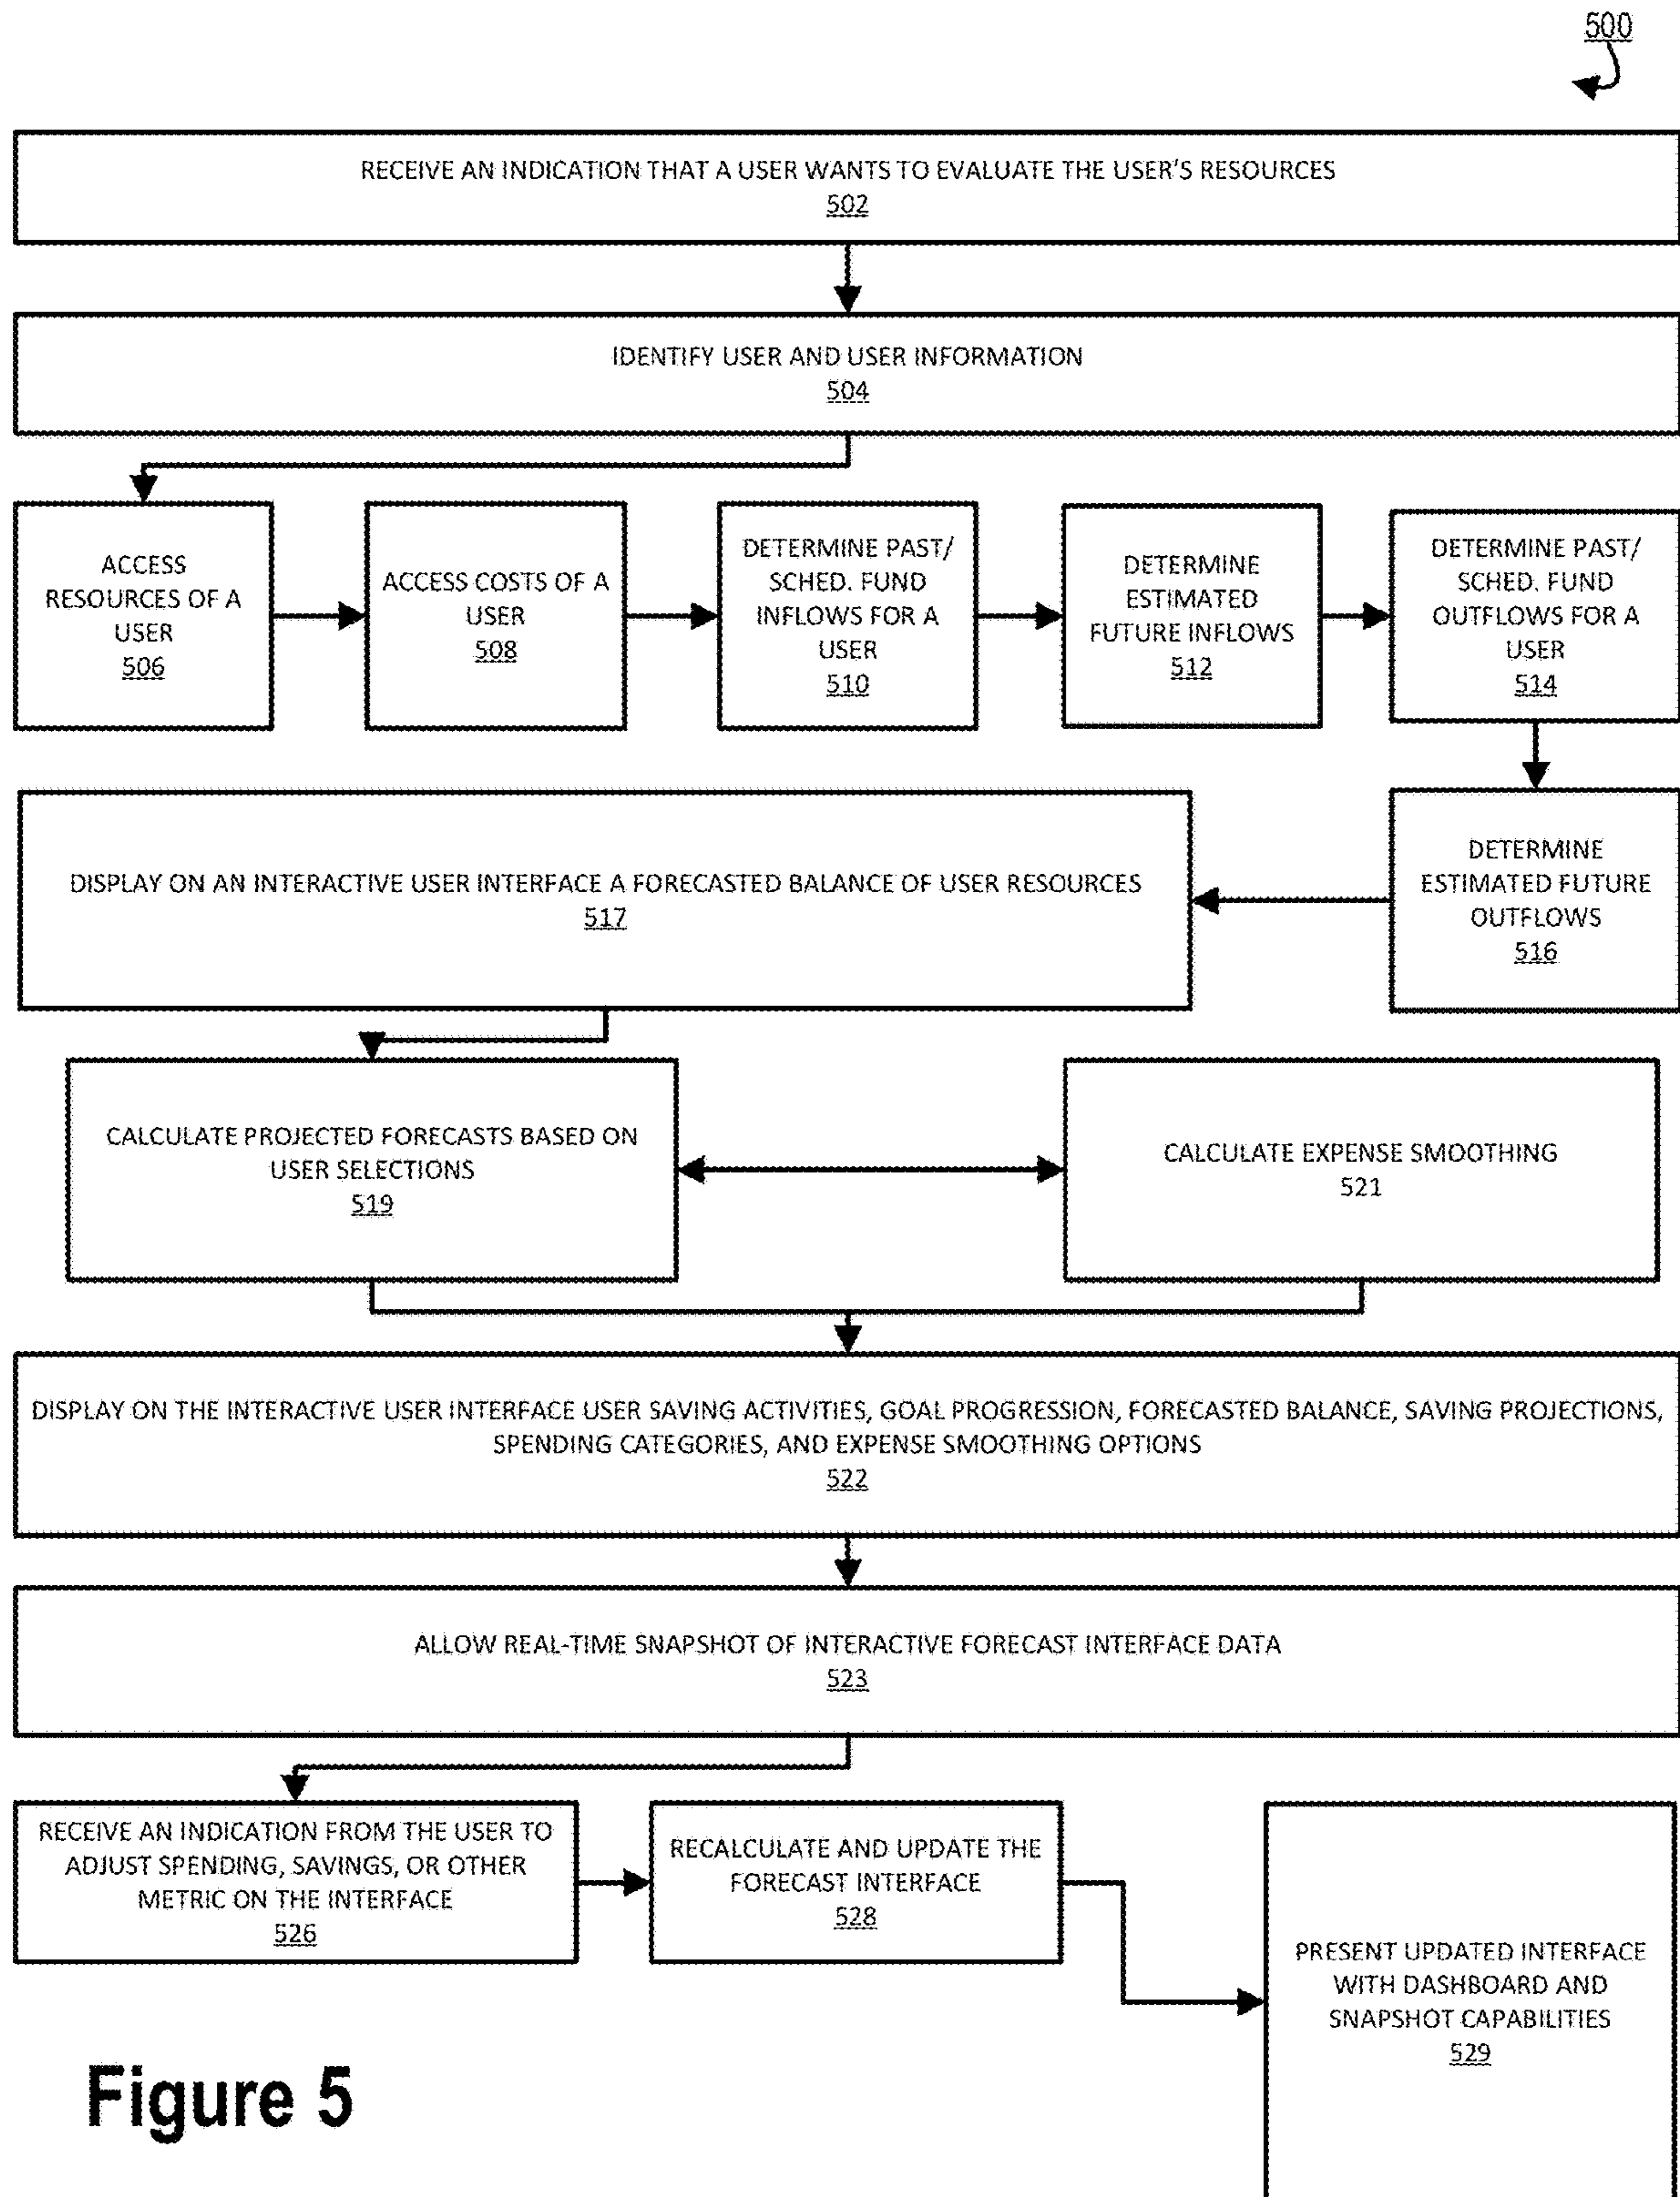 500
RECEIVE AN INDICATION THAT A USER WANTS TO EVALUATE THE USER'S RESOURCES
502
IDENTIFY USER AND USER INFORMATION
504
ACCESS
RESOURCES OF A
USER
506
ACCESS COSTS OF A
USER
508
DETERMINE PAST/
SCHED. FUND
INFLOWS FOR A
USER
510
DETERMINE
ESTIMATED
FUTURE INFLOWS
512
DETERMINE PAST/
SCHED. FUND
OUTFLOWS FOR A
USER
514
DISPLAY ON AN INTERACTIVE USER INTERFACE A FORECASTED BALANCE OF USER RESOURCES
517
DETERMINE
ESTIMATED FUTURE
OUTFLOWS
516
CALCULATE PROJECTED FORECASTS BASED ON
USER SELECTIONS
519
CALCULATE EXPENSE SMOOTHING
521
DISPLAY ON THE INTERACTIVE USER INTERFACE USER SAVING ACTIVITIES, GOAL PROGRESSION, FORECASTED BALANCE, SAVING PROJECTIONS,
SPENDING CATEGORIES, AND EXPENSE SMOOTHING OPTIONS
522
ALLOW REAL-TIME SNAPSHOT OF INTERACTIVE FORECAST INTERFACE DATA
523
RECEIVE AN INDICATION FROM THE USER TO
ADJUST SPENDING, SAVINGS, OR OTHER
METRIC ON THE INTERFACE
526
RECALCULATE AND UPDATE THE
FORECAST INTERFACE
528
PRESENT UPDATED INTERFACE
WITH DASHBOARD AND
SNAPSHOT CAPABILITIES
529
Figure 5